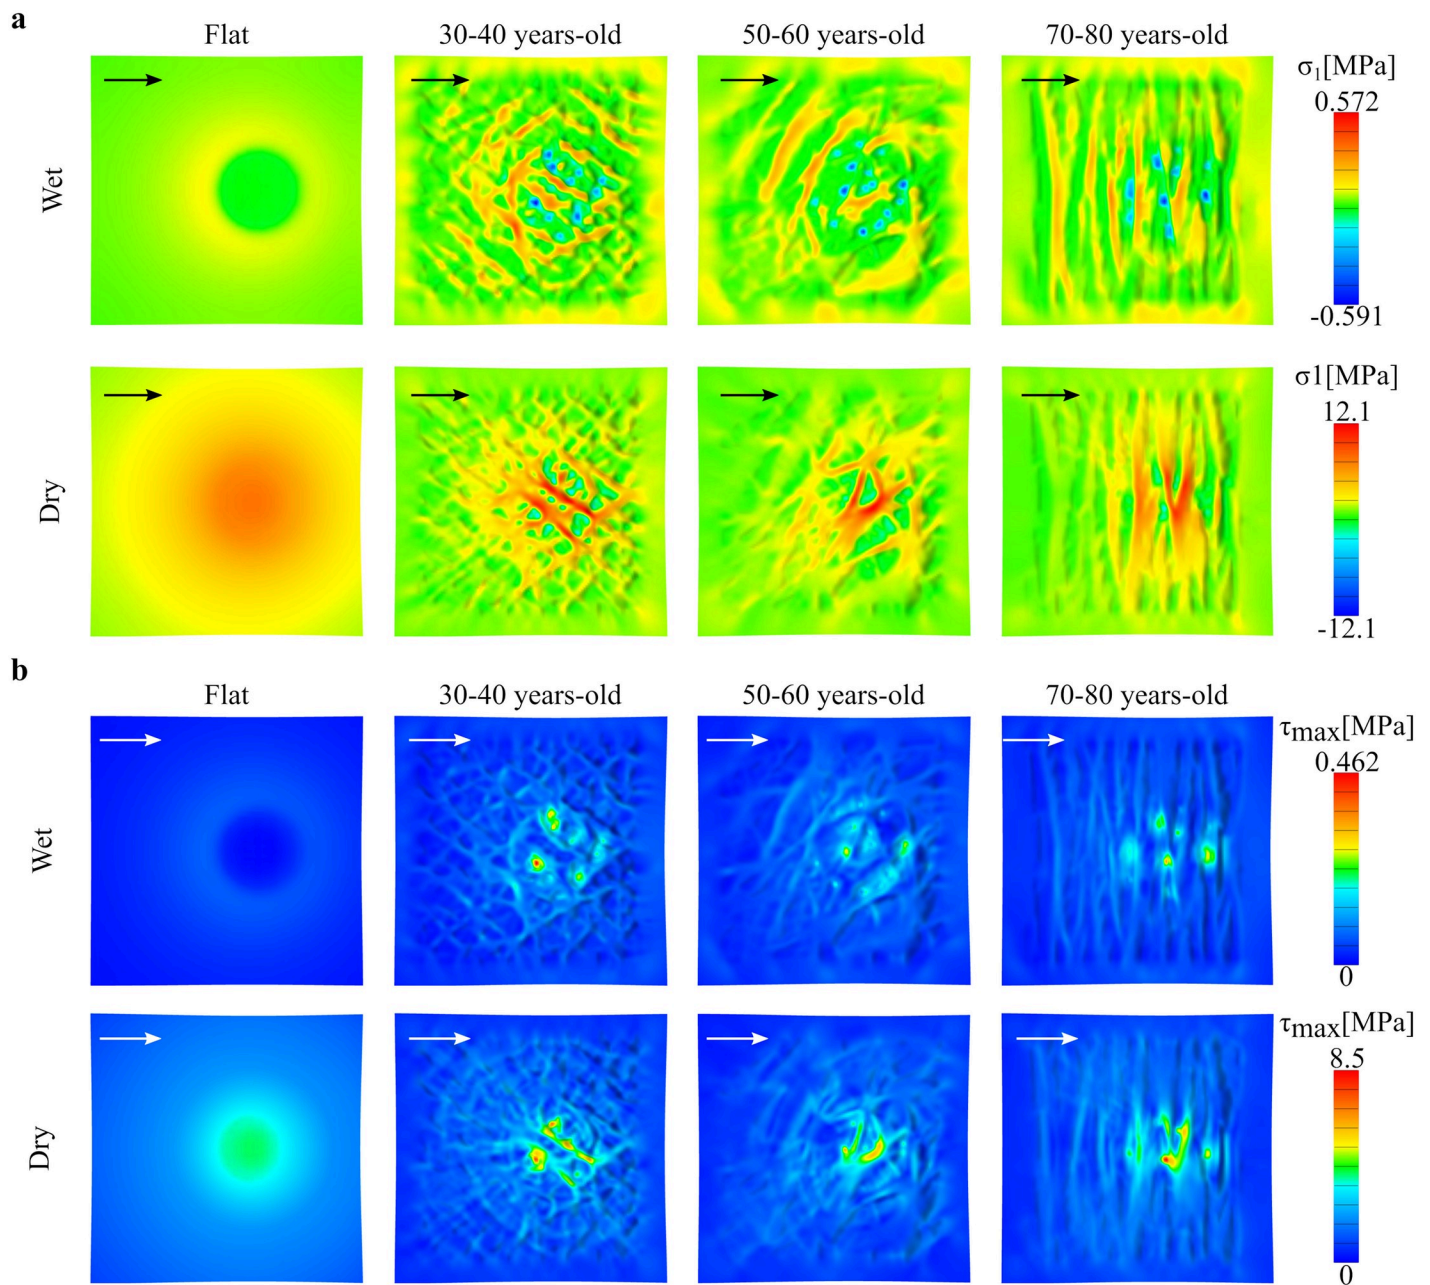 a
Flat 30-40 years-old 50-60 years-old 70-80 years-old
σ₁[MPa]
0.572
Wet
-0.591
σ1[MPa]
12.1
Dry
-12.1
b
Flat 30-40 years-old 50-60 years-old 70-80 years-old
τmax[MPa]
0.462
Wet
0
τmax[MPa]
8.5
Dry
0